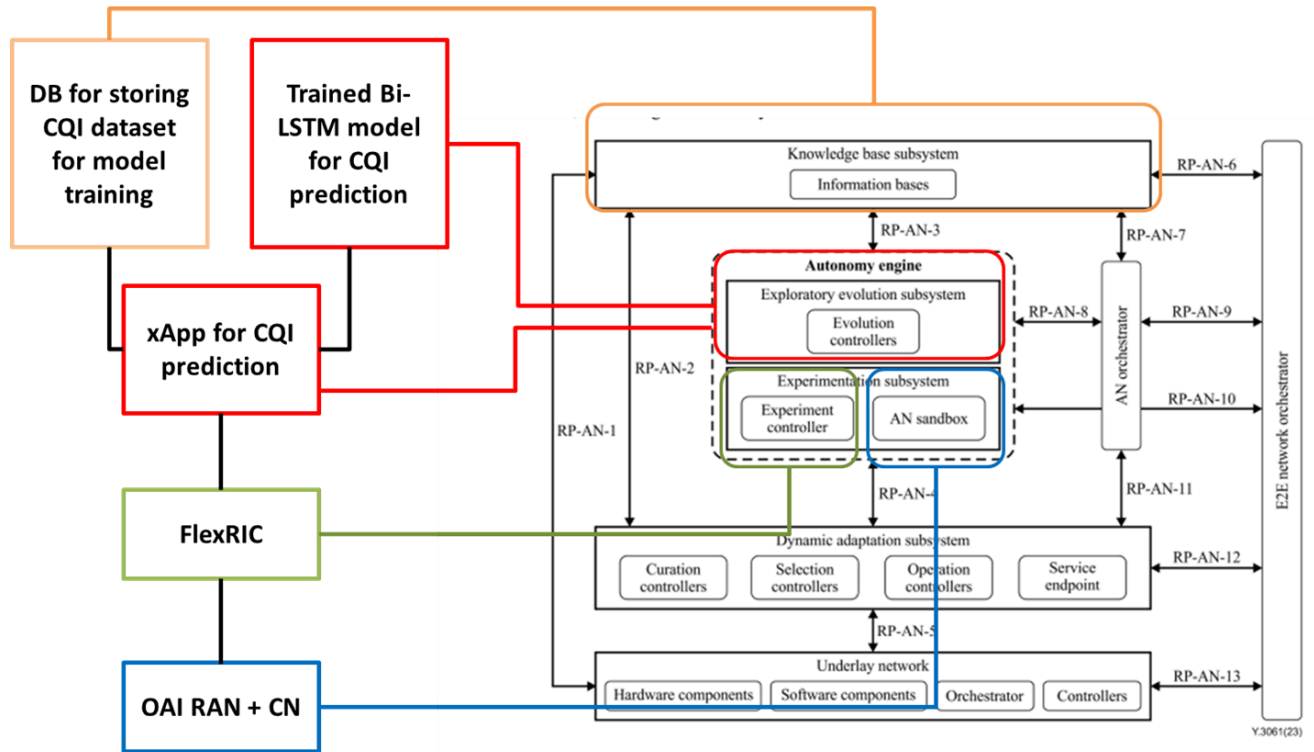 DB for storing
CQI dataset
for model
training
Trained Bi-
LSTM model
for CQI
prediction
xApp for CQI
prediction
FlexRIC
OAI RAN + CN
Knowledge base subsystem
Information bases
RP-AN-6
RP-AN-3
RP-AN-7
Autonomy engine
Exploratory evolution subsystem
Evolution
controllers
RP-AN-8
RP-AN-9
AN orchestrator
RP-AN-2
Experimentation subsystem
Experiment
controller
AN sandbox
RP-AN-10
RP-AN-1
RP-AN-4
RP-AN-11
E2E network orchestrator
Dynamic adaptation subsystem
Curation
controllers
Selection
controllers
Operation
controllers
Service
endpoint
RP-AN-12
RP-AN-5
Underlay network
Hardware components
Software components
Orchestrator
Controllers
RP-AN-13
Y.3061(23)